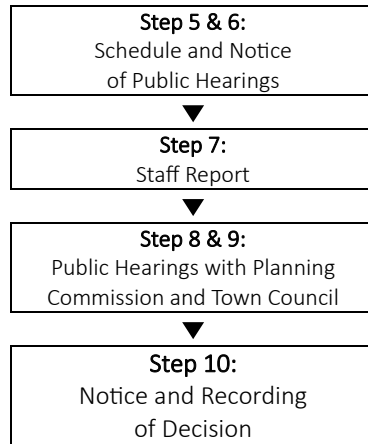 Step 5 & 6:
Schedule and Notice
of Public Hearings
Step 7:
Staff Report
Step 8 & 9:
Public Hearings with Planning
Commission and Town Council
Step 10:
Notice and Recording
of Decision